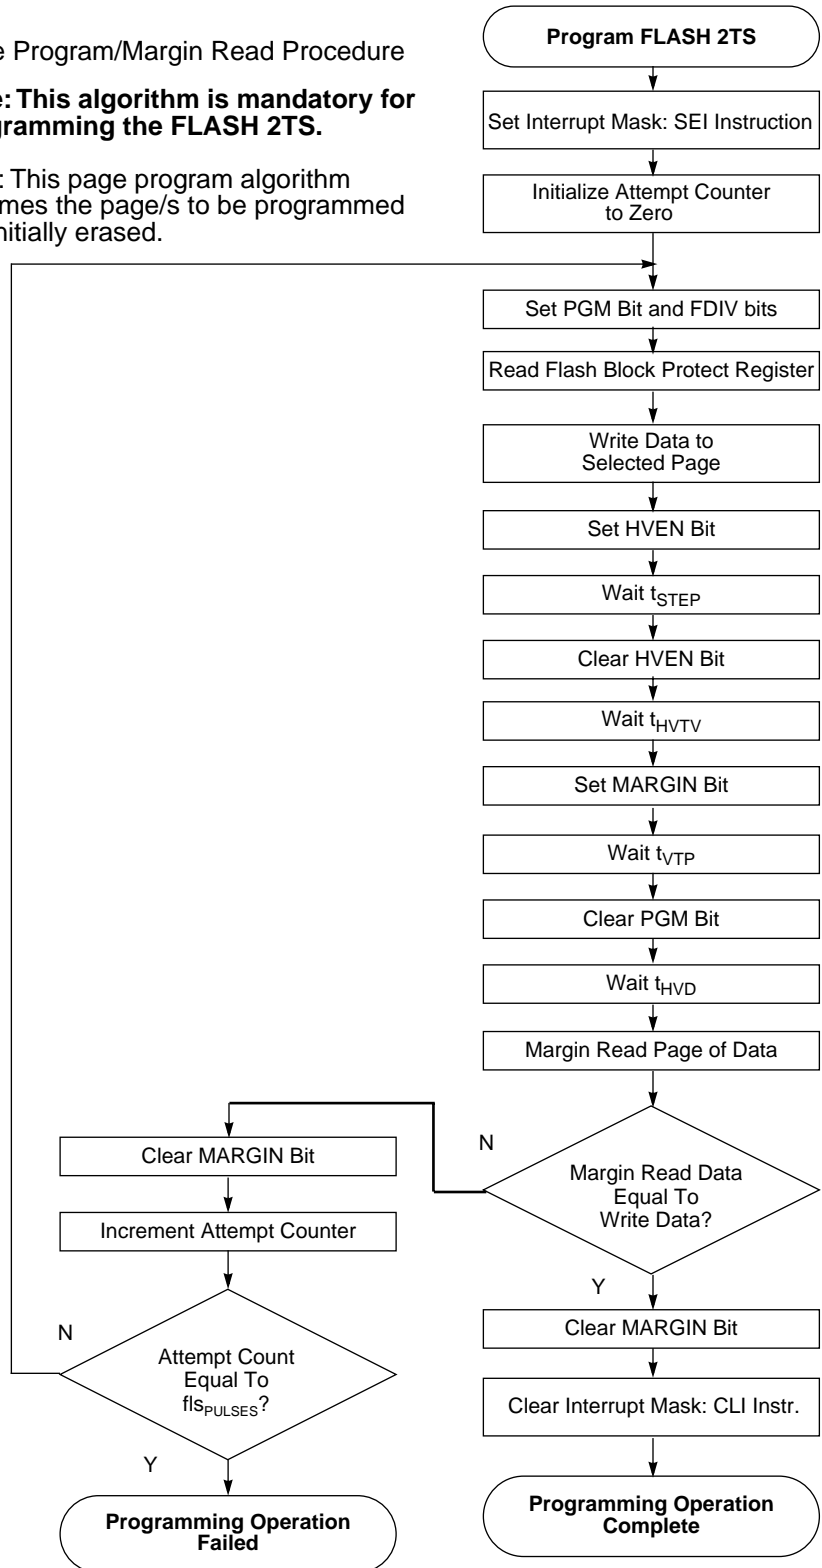 e Program/Margin Read Procedure
e: This algorithm is mandatory for
gramming the FLASH 2TS.
: This page program algorithm
mes the page/s to be programmed
nitially erased.
Program FLASH 2TS
Set Interrupt Mask: SEI Instruction
Initialize Attempt Counter
to Zero
Set PGM Bit and FDIV bits
Read Flash Block Protect Register
Write Data to
Selected Page
Set HVEN Bit
Wait tSTEP
Clear HVEN Bit
Wait tHVTV
Set MARGIN Bit
Wait tVTP
Clear PGM Bit
Wait tHVD
Margin Read Page of Data
N
Margin Read Data
Equal To
Write Data?
Y
Clear MARGIN Bit
Clear Interrupt Mask: CLI Instr.
Programming Operation
Complete
Clear MARGIN Bit
Increment Attempt Counter
N
Attempt Count
Equal To
flsPULSES?
Y
Programming Operation
Failed